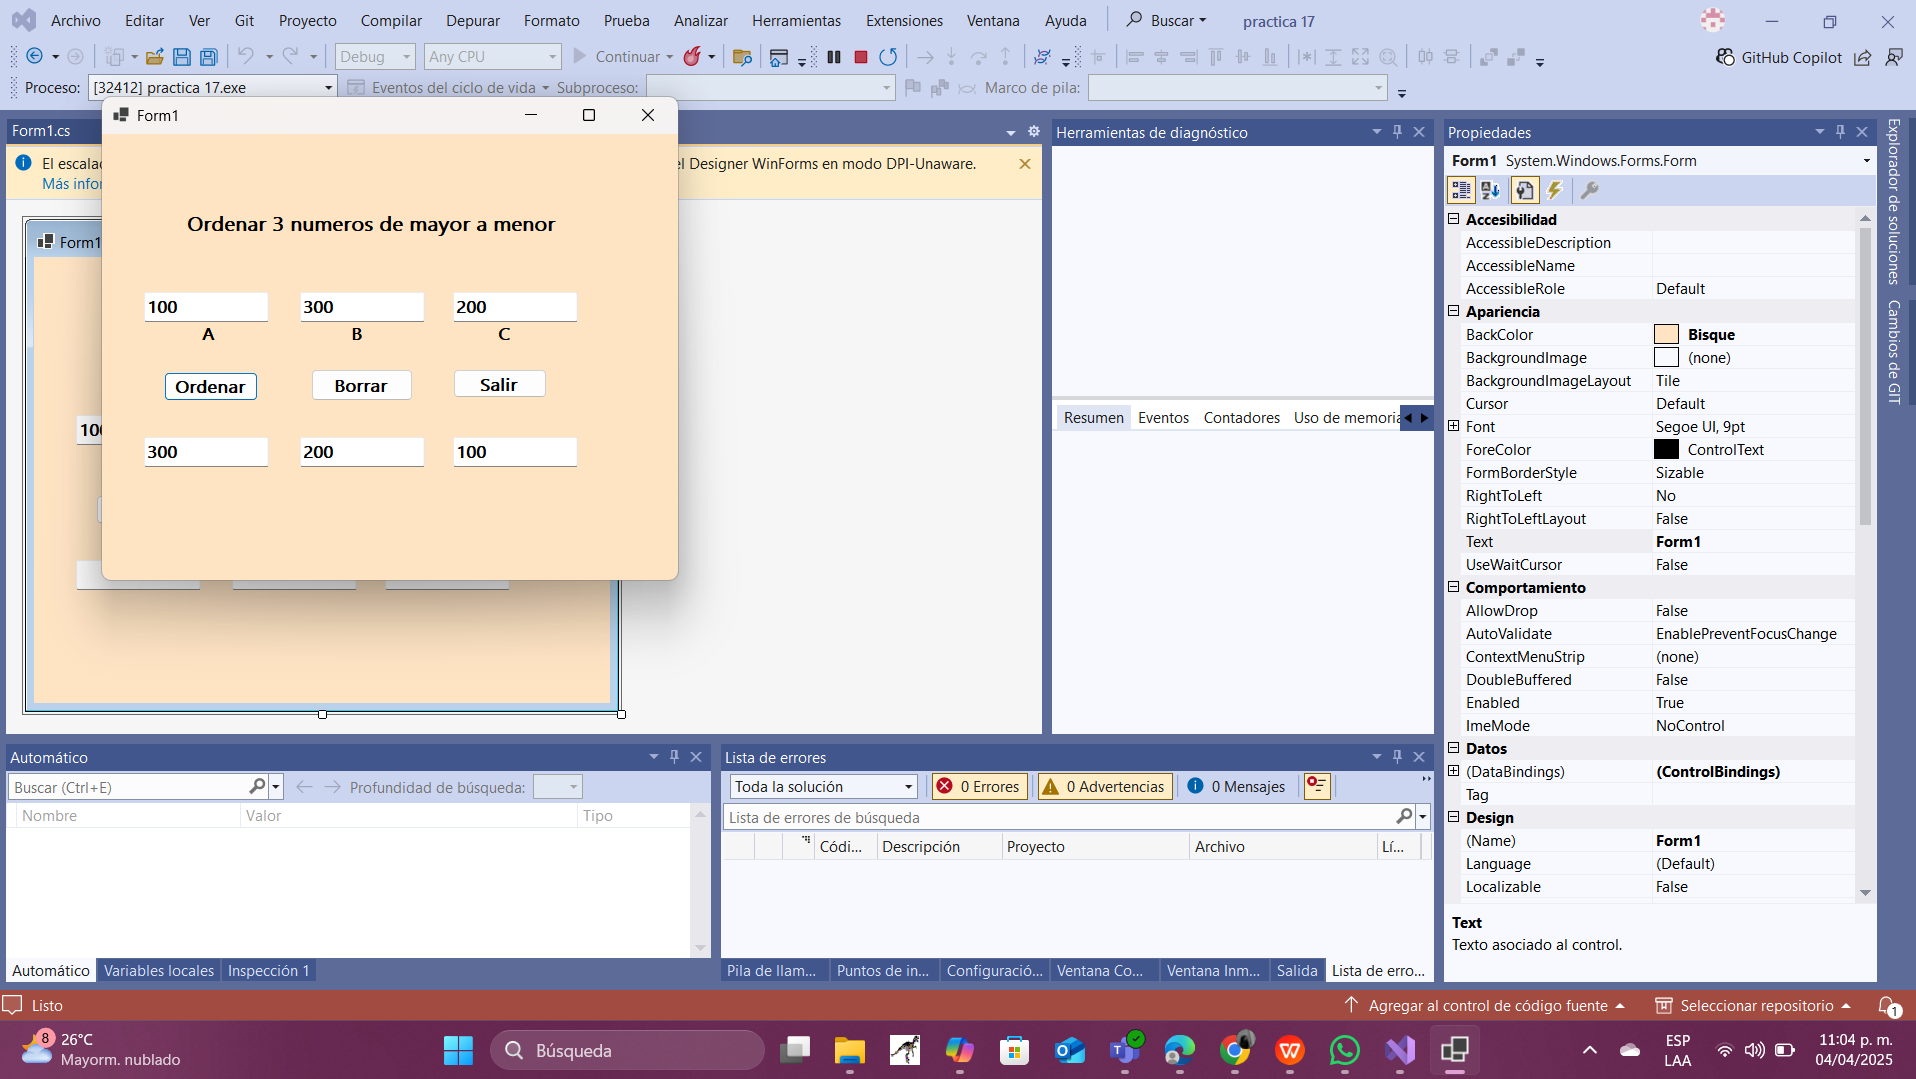 Archivo Editar Ver Git Proyecto Compilar Depurar Formato Prueba Analizar Herramientas Extensiones Ventana Ayuda Buscar practica 17
Debug Any CPU Continuar GitHub Copilot
Proceso: [32412] practica 17.exe Eventos del ciclo de vida Subproceso: Marco de pila:
Form1
Form1.cs
El escalad
el Designer WinForms en modo DPI-Unaware.
Más infor
Form1
Ordenar 3 numeros de mayor a menor
100 300 200
A B C
Ordenar Borrar Salir
300 200 100
100
Herramientas de diagnóstico
Resumen Eventos Contadores Uso de memoria
Propiedades
Form1 System.Windows.Forms.Form
Accesibilidad
AccessibleDescription
AccessibleName
AccessibleRole Default
Apariencia
BackColor Bisque
BackgroundImage (none)
BackgroundImageLayout Tile
Cursor Default
Font Segoe UI, 9pt
ForeColor ControlText
FormBorderStyle Sizable
RightToLeft No
RightToLeftLayout False
Text Form1
UseWaitCursor False
Comportamiento
AllowDrop False
AutoValidate EnablePreventFocusChange
ContextMenuStrip (none)
DoubleBuffered False
Enabled True
ImeMode NoControl
Datos
(DataBindings) (ControlBindings)
Tag
Design
(Name) Form1
Language (Default)
Localizable False
Text
Texto asociado al control.
Explorador de soluciones
Cambios de GIT
Automático
Buscar (Ctrl+E) Profundidad de búsqueda:
Nombre Valor Tipo
Automático Variables locales Inspección 1
Lista de errores
Toda la solución 0 Errores 0 Advertencias 0 Mensajes
Lista de errores de búsqueda
Códi... Descripción Proyecto Archivo Lí...
Pila de llam... Puntos de in... Configuració... Ventana Co... Ventana Inm... Salida Lista de erro...
Listo Agregar al control de código fuente Seleccionar repositorio 1
8 26°C
Mayorm. nublado
Búsqueda
ESP
LAA
11:04 p. m.
04/04/2025